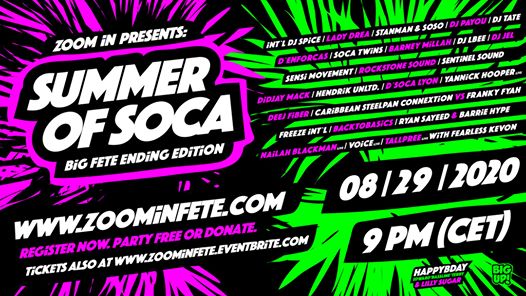 ZOOM iN PRESENTS:
SUMMER
OF SOCA
BiG FETE ENDiNG EDiTiON
WWW.ZOOMiNFETE.COM
REGiSTER NOW. PARTY FREE OR DONATE.
TiCKETS ALSO AT WWW.ZOOMiNFETE.EVENTBRiTE.COM
iNT'L DJ SPiCE | LADY DREA | STANMAN & SOSO | DJ PAYOU | DJ TATE
D'ENFORCAS | SOCA TWiNS | BARNEY MiLLAH | DJ LBEE | DJ JEL
SENSi MOVEMENT | ROCKSTONE SOUND | SENTiNEL SOUND
DiDJAY MACK | HENDRiK UNLTD. | D'SOCA LYON | YANNiCK HOOPER...
DEEJ FiBER | CARiBBEAN STEELPAN CONNEXTiON VS FRANKY FYAH
FREEZE iNT'L | BACKTOBASiCS | RYAN SAYEED & BARRiE HYPE
NAiLAH BLACKMAN... | VOiCE... | TALLPREE...WiTH FEARLESS KEVON
08 | 29 | 2020
9 PM (CET)
HAPPYBDAY
& LiLLY SUGAR
BiG
UP!